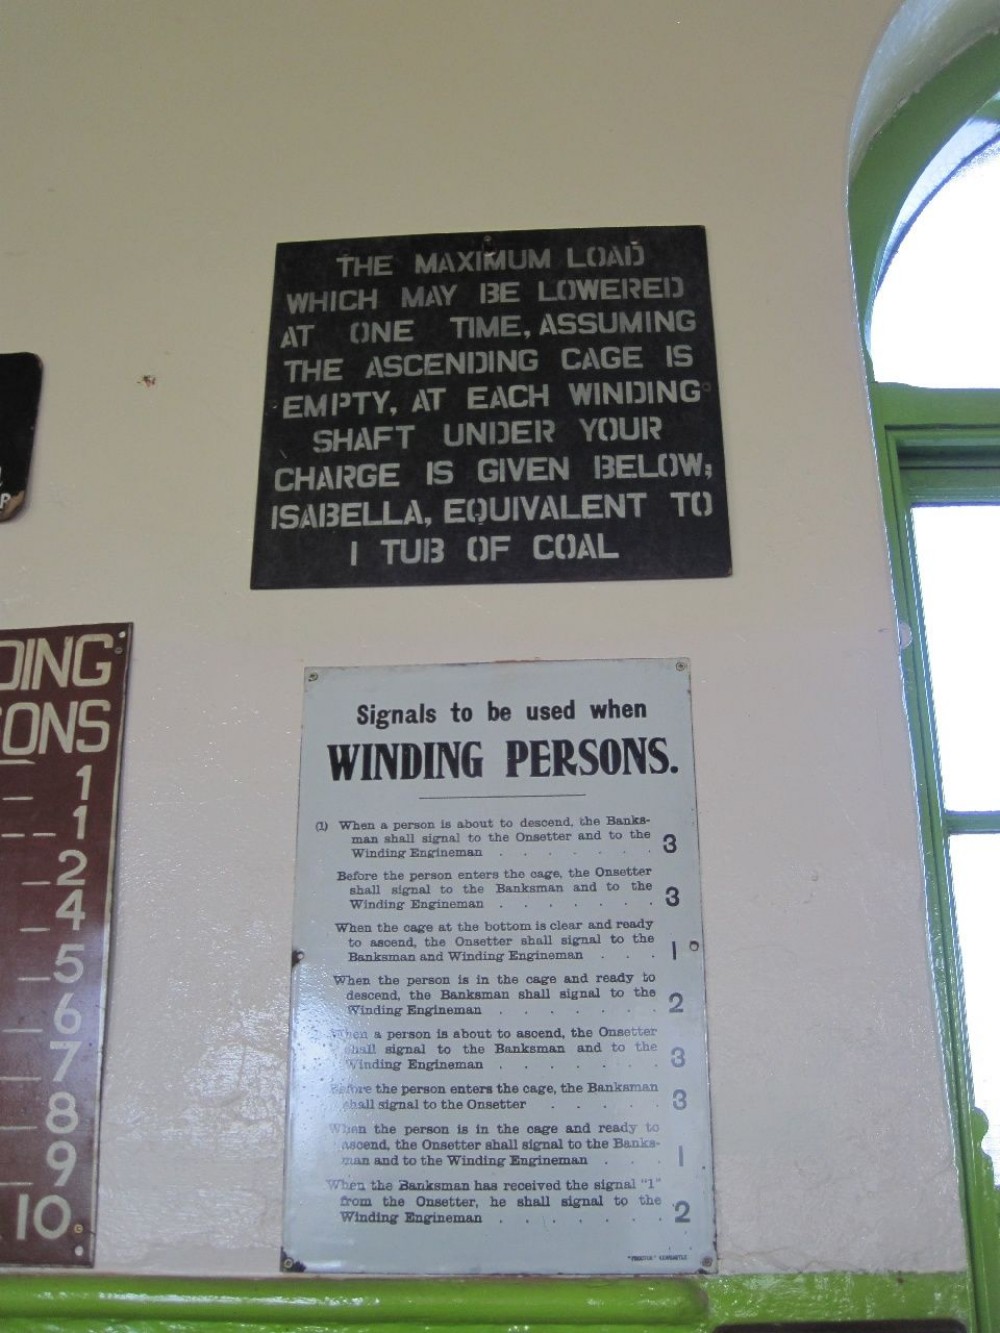 THE MAXIMUM LOAD
WHICH MAY BE LOWERED
AT ONE TIME, ASSUMING
THE ASCENDING CAGE IS
EMPTY, AT EACH WINDING
SHAFT UNDER YOUR
CHARGE IS GIVEN BELOW;
ISABELLA, EQUIVALENT TO
1 TUB OF COAL
P
DING
ONS
1
1
2
4
5
6
7
8
9
10
Signals to be used when
WINDING PERSONS.
(1) When a person is about to descend, the Banks-
man shall signal to the Onsetter and to the
Winding Engineman . . . . . . . 3
Before the person enters the cage, the Onsetter
shall signal to the Banksman and to the
Winding Engineman . . . . . . . 3
When the cage at the bottom is clear and ready
to ascend, the Onsetter shall signal to the
Banksman and Winding Engineman . . . 1
When the person is in the cage and ready to
descend, the Banksman shall signal to the
Winding Engineman . . . . . . . 2
When a person is about to ascend, the Onsetter
shall signal to the Banksman and to the
Winding Engineman . . . . . . . 3
Before the person enters the cage, the Banksman
shall signal to the Onsetter . . . . . 3
When the person is in the cage and ready to
ascend, the Onsetter shall signal to the Banks-
man and to the Winding Engineman . . . 1
When the Banksman has received the signal "1"
from the Onsetter, he shall signal to the
Winding Engineman . . . . . . . 2
NEWCASTLE